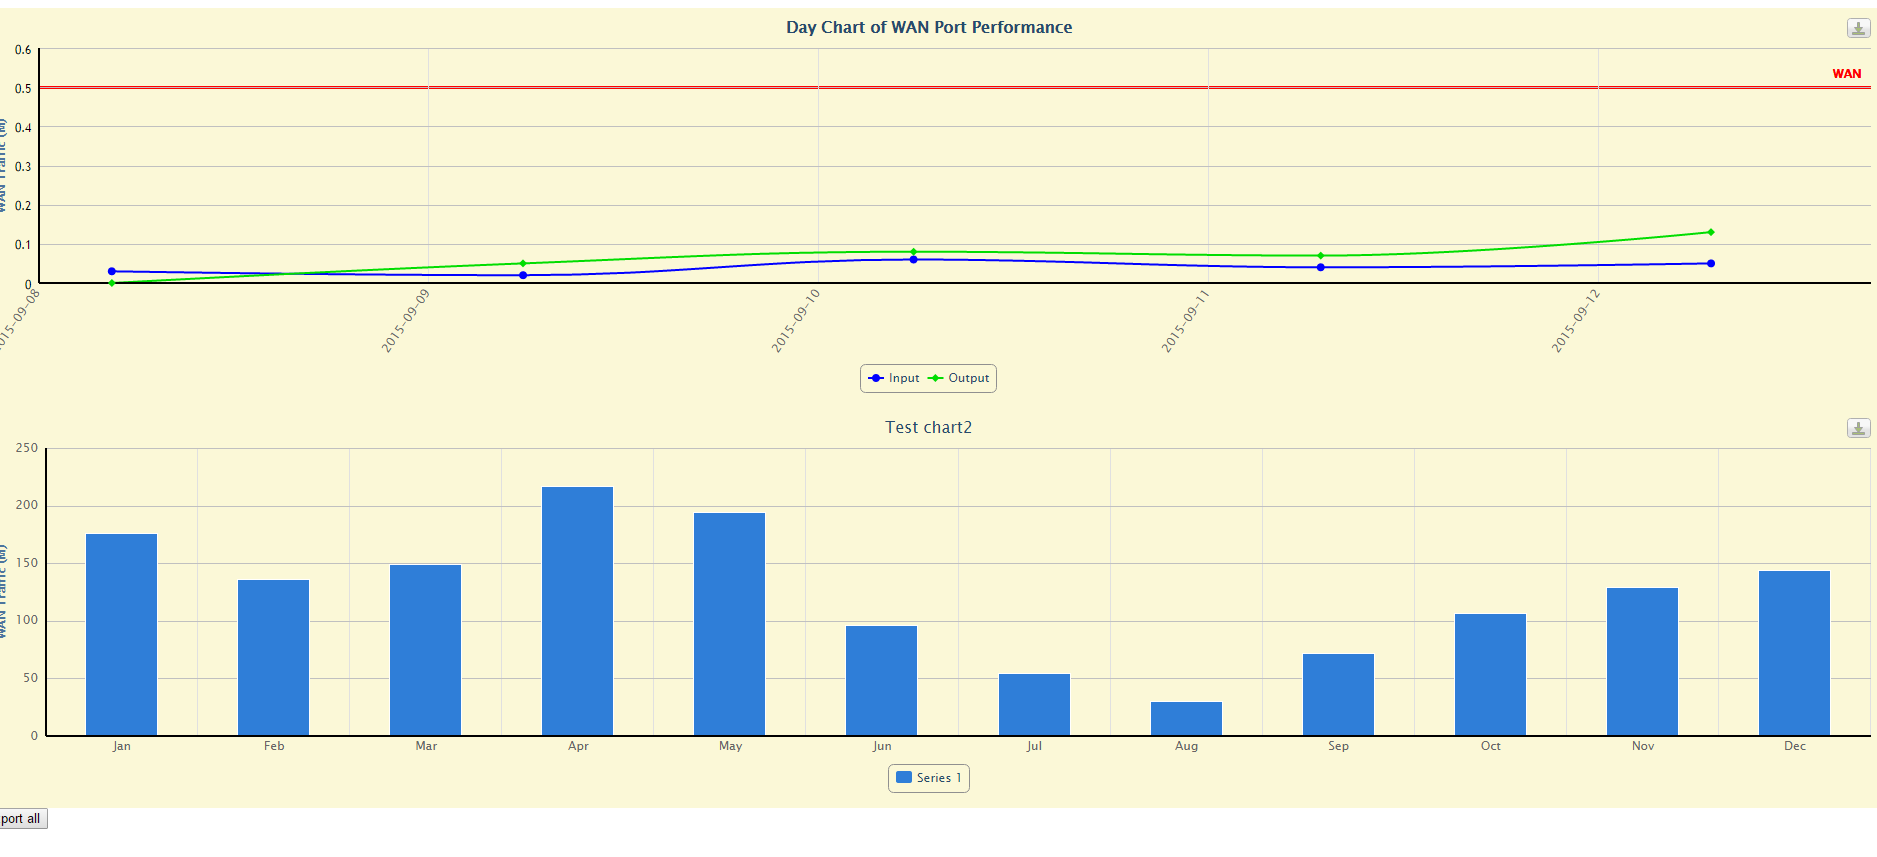 Day Chart of WAN Port Performance
0.6
WAN
0.5
0.4
0.3
0.2
0.1
0
WAN Traffic (M)
2015-09-08
2015-09-09
2015-09-10
2015-09-11
2015-09-12
Input Output
Test chart2
250
200
150
100
50
0
WAN Traffic (M)
Jan Feb Mar Apr May Jun Jul Aug Sep Oct Nov Dec
Series 1
port all